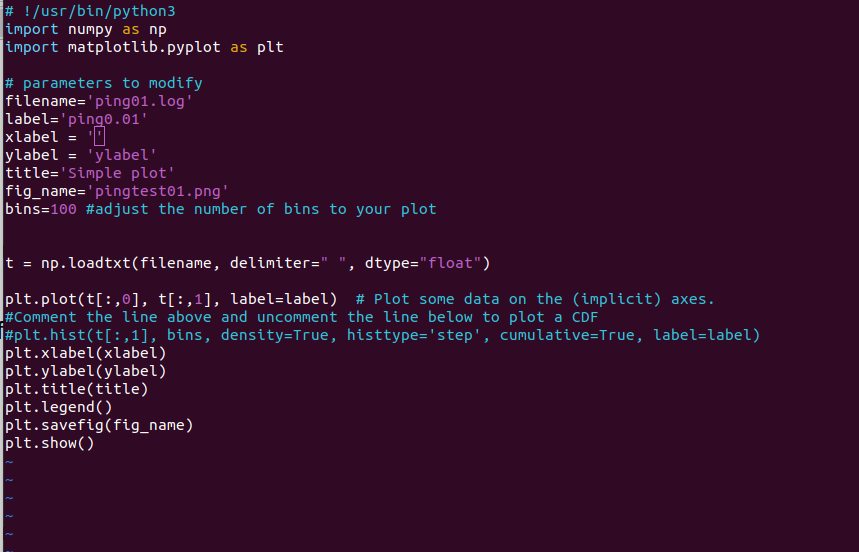 # !/usr/bin/python3
import numpy as np
import matplotlib.pyplot as plt

# parameters to modify
filename='ping01.log'
label='ping0.01'
xlabel = ''
ylabel = 'ylabel'
title='Simple plot'
fig_name='pingtest01.png'
bins=100 #adjust the number of bins to your plot


t = np.loadtxt(filename, delimiter=" ", dtype="float")

plt.plot(t[:,0], t[:,1], label=label)  # Plot some data on the (implicit) axes.
#Comment the line above and uncomment the line below to plot a CDF
#plt.hist(t[:,1], bins, density=True, histtype='step', cumulative=True, label=label)
plt.xlabel(xlabel)
plt.ylabel(ylabel)
plt.title(title)
plt.legend()
plt.savefig(fig_name)
plt.show()
~
~
~
~
~
~